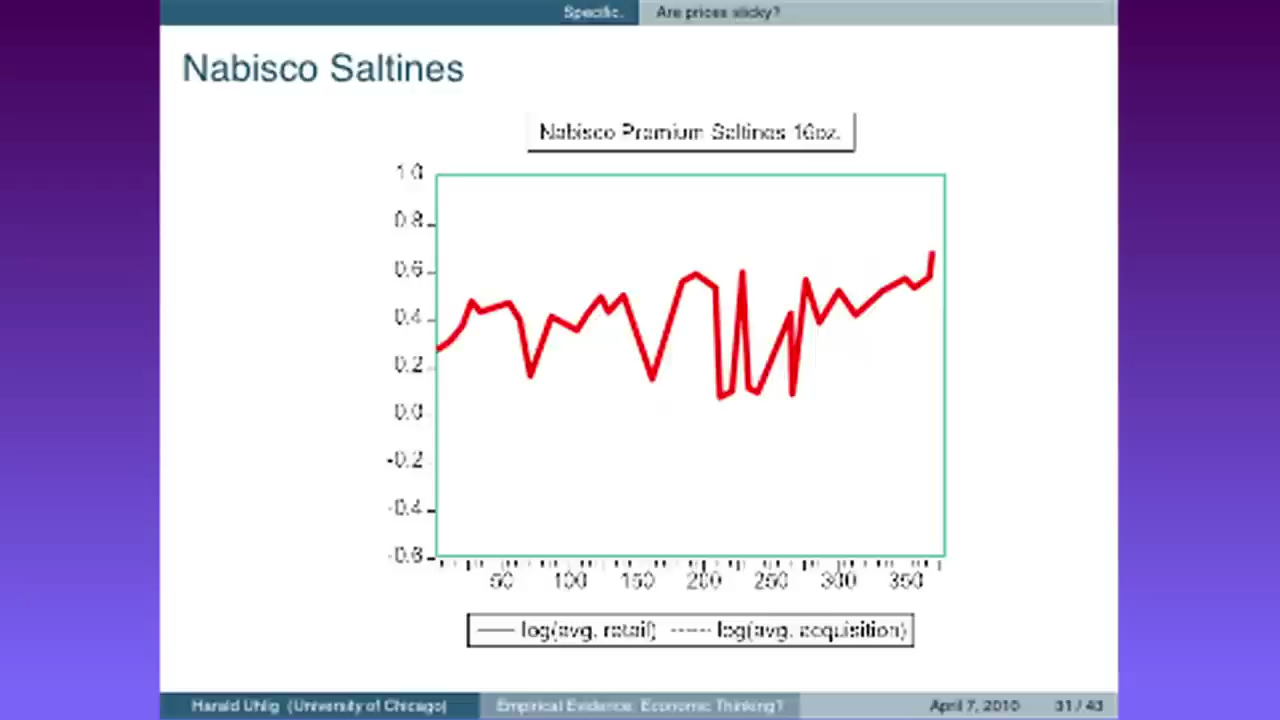 Specific.
Are prices sticky?
Nabisco Saltines
Nabisco Premium Saltines 16oz.
1.0
0.8
0.6
0.4
0.2
0.0
-0.2
-0.4
-0.6
50 100 150 200 250 300 350
log(avg. retail) log(avg. acquisition)
Harald Uhlig (University of Chicago)
Empirical Evidence: Economic Thinking?
April 7, 2010
31 / 43